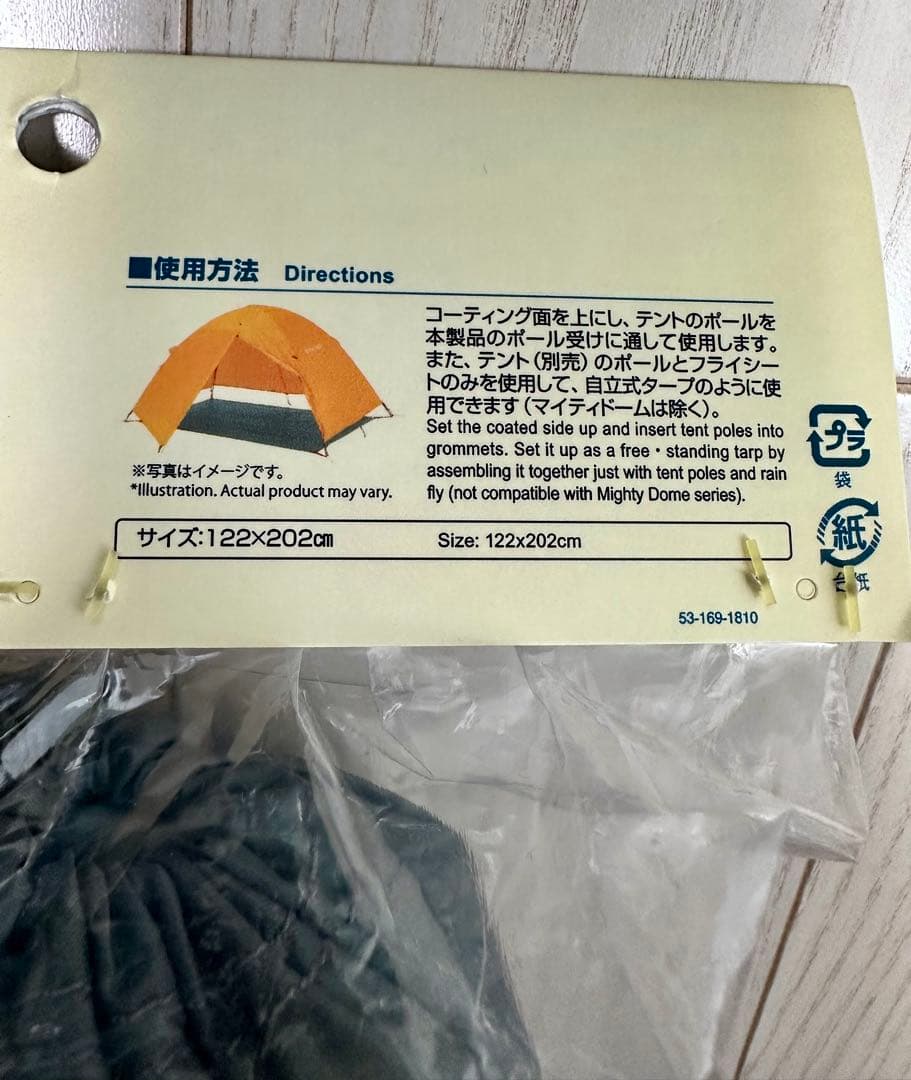 ■使用方法 Directions
コーティング面を上にし、テントのポールを
本製品のポール受けに通して使用します。
また、テント(別売)のポールとフライシー
トのみを使用して、自立式タープのように使
用できます(マイティドームは除く)。
Set the coated side up and insert tent poles into
grommets. Set it up as a free・standing tarp by
assembling it together just with tent poles and rain
fly (not compatible with Mighty Dome series).
※写真はイメージです。
*Illustration. Actual product may vary.
プラ
袋
紙
台紙
サイズ:122×202㎝ Size: 122x202cm
53-169-1810